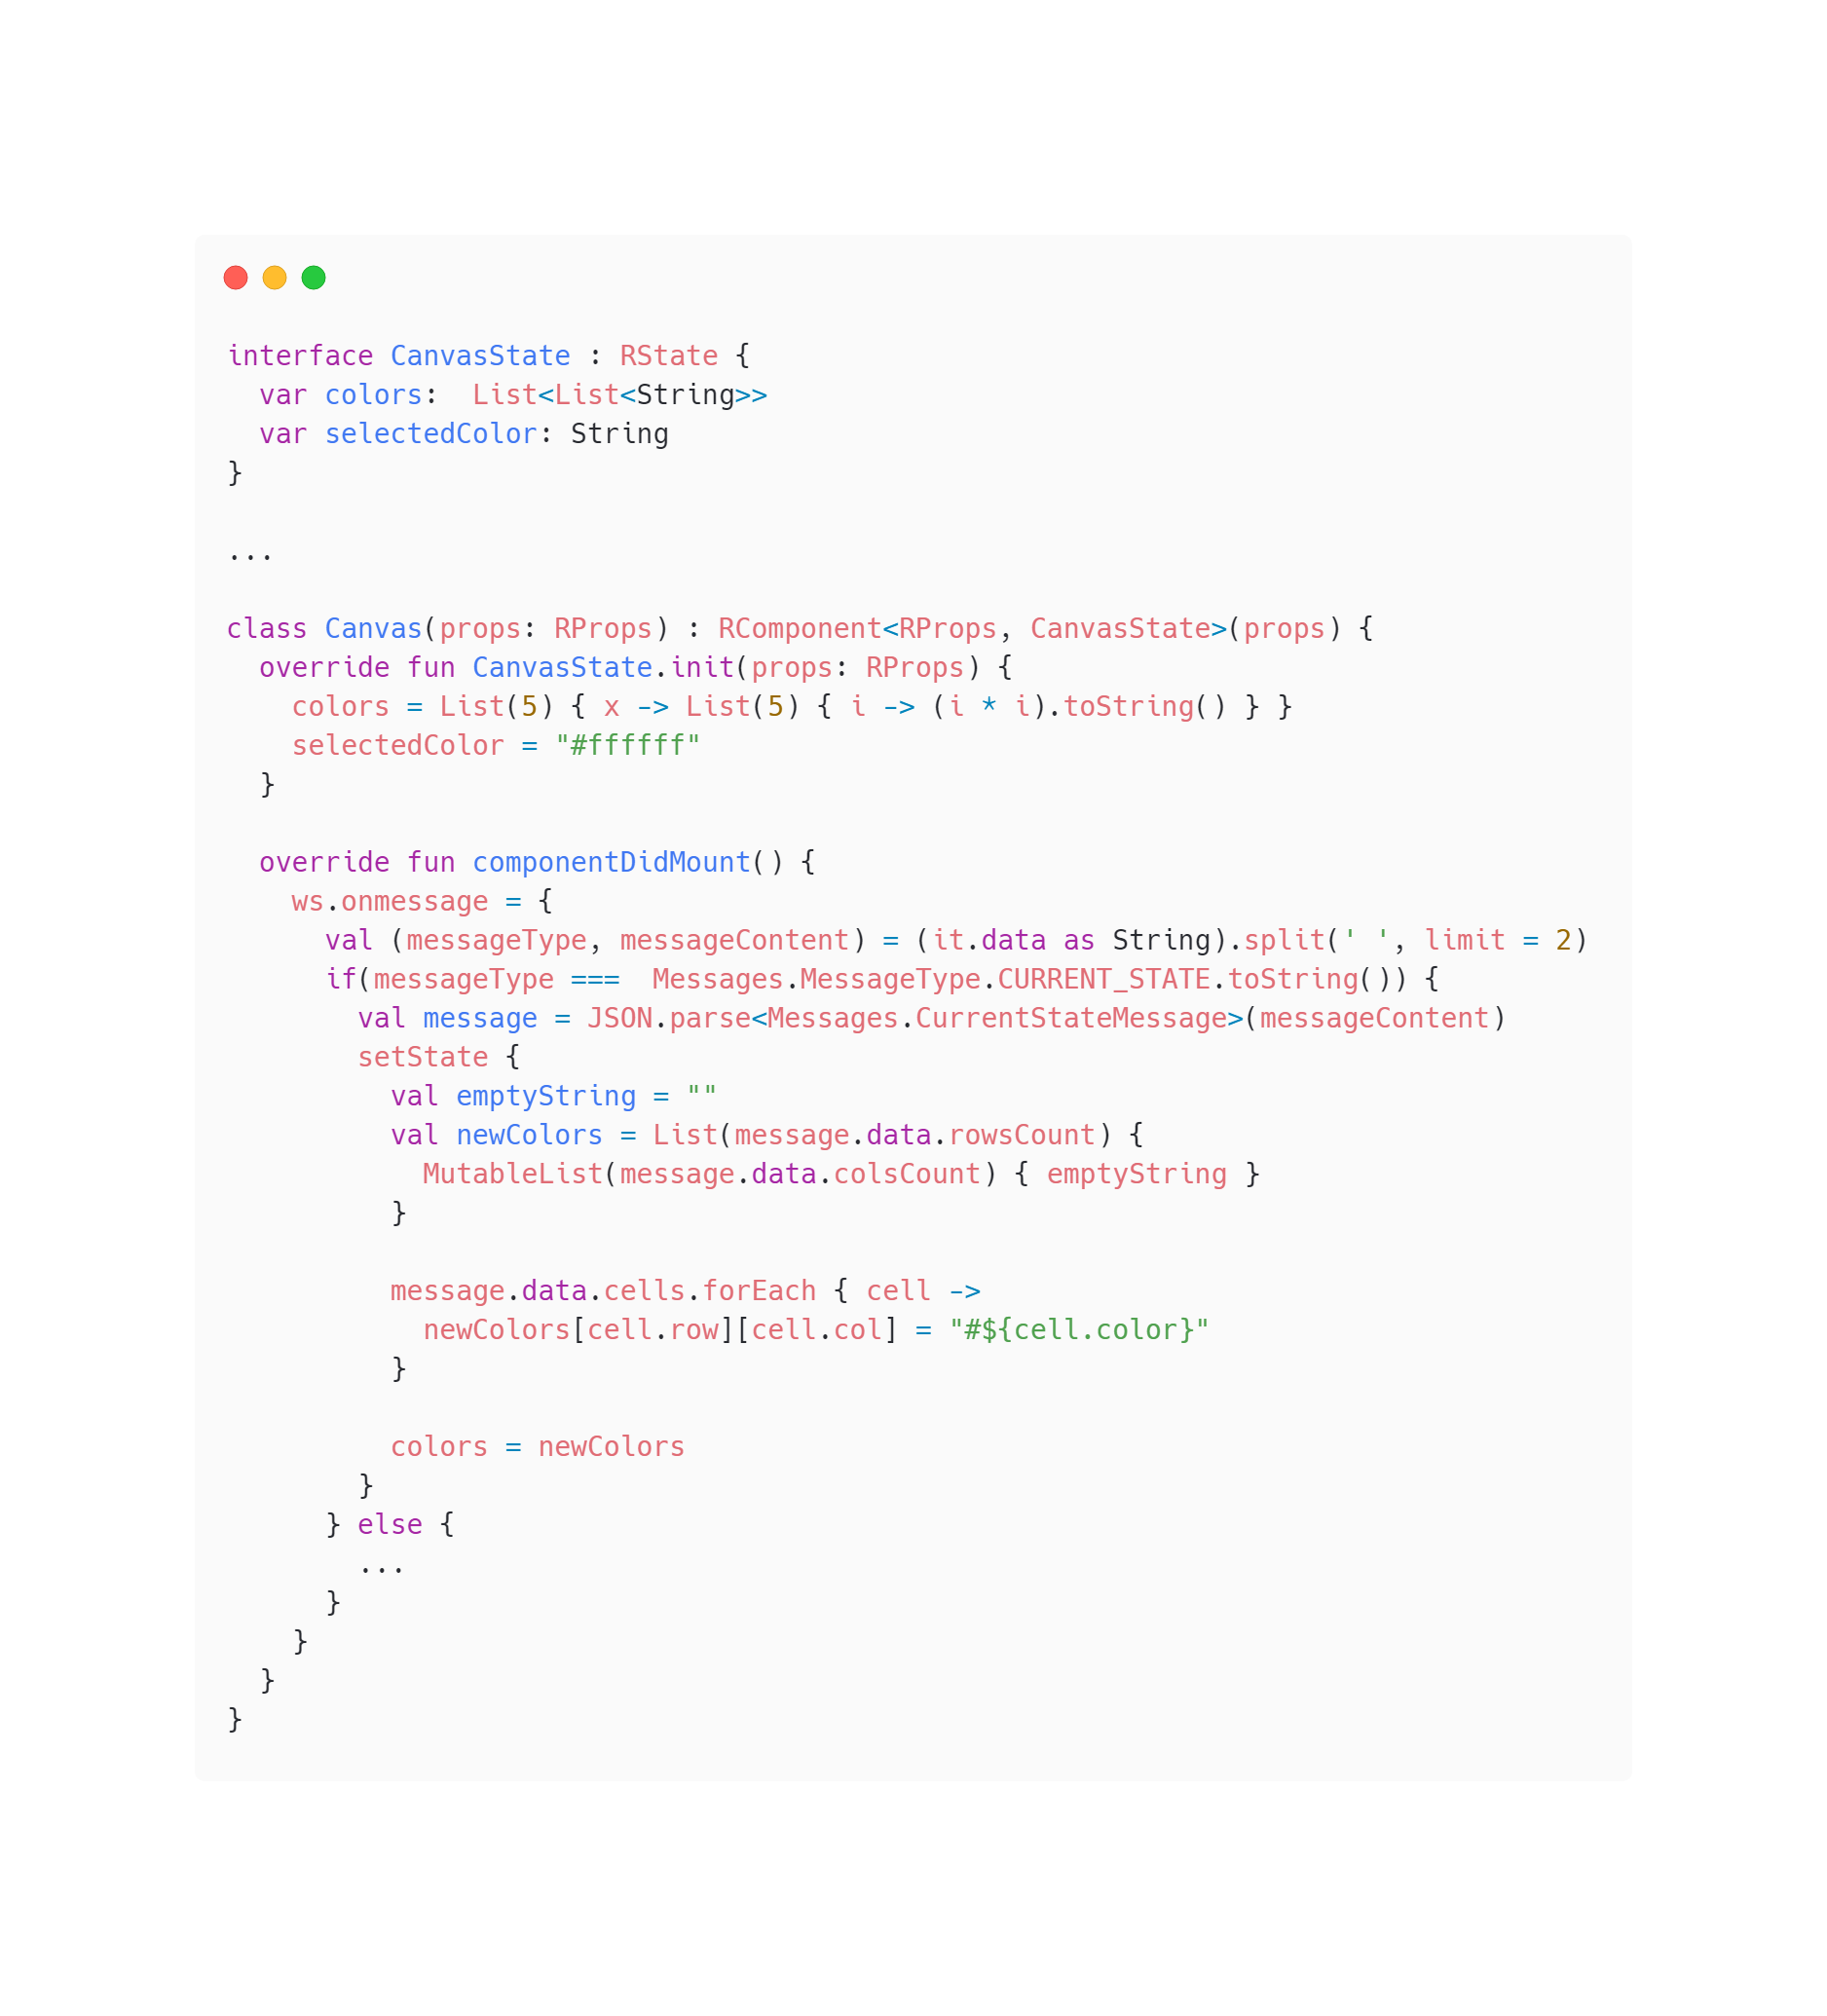 interface CanvasState : RState {
  var colors:  List<List<String>>
  var selectedColor: String
}

...

class Canvas(props: RProps) : RComponent<RProps, CanvasState>(props) {
  override fun CanvasState.init(props: RProps) {
    colors = List(5) { x -> List(5) { i -> (i * i).toString() } }
    selectedColor = "#ffffff"
  }

  override fun componentDidMount() {
    ws.onmessage = {
      val (messageType, messageContent) = (it.data as String).split(' ', limit = 2)
      if(messageType ===  Messages.MessageType.CURRENT_STATE.toString()) {
        val message = JSON.parse<Messages.CurrentStateMessage>(messageContent)
        setState {
          val emptyString = ""
          val newColors = List(message.data.rowsCount) {
            MutableList(message.data.colsCount) { emptyString }
          }

          message.data.cells.forEach { cell ->
            newColors[cell.row][cell.col] = "#${cell.color}"
          }

          colors = newColors
        }
      } else {
        ...
      }
    }
  }
}